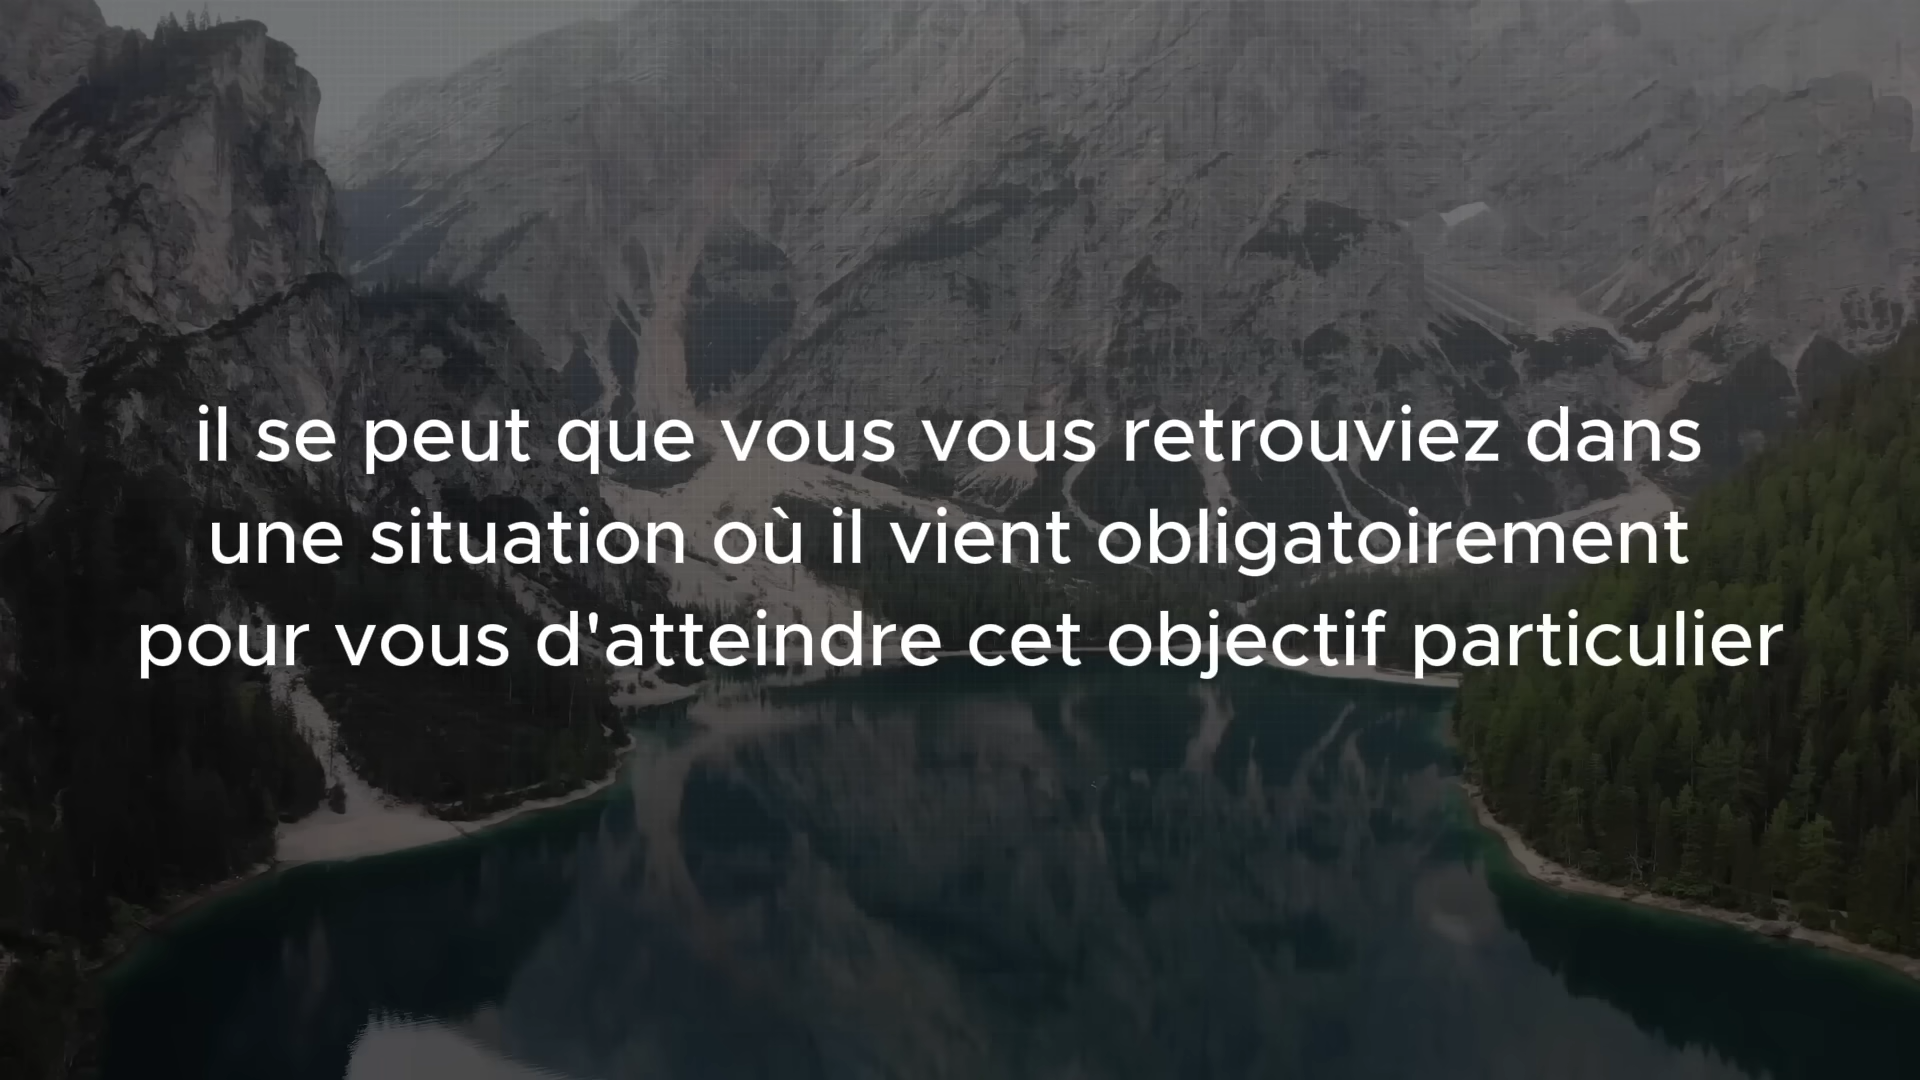 il se peut que vous vous retrouviez dans
une situation où il vient obligatoirement
pour vous d'atteindre cet objectif particulier